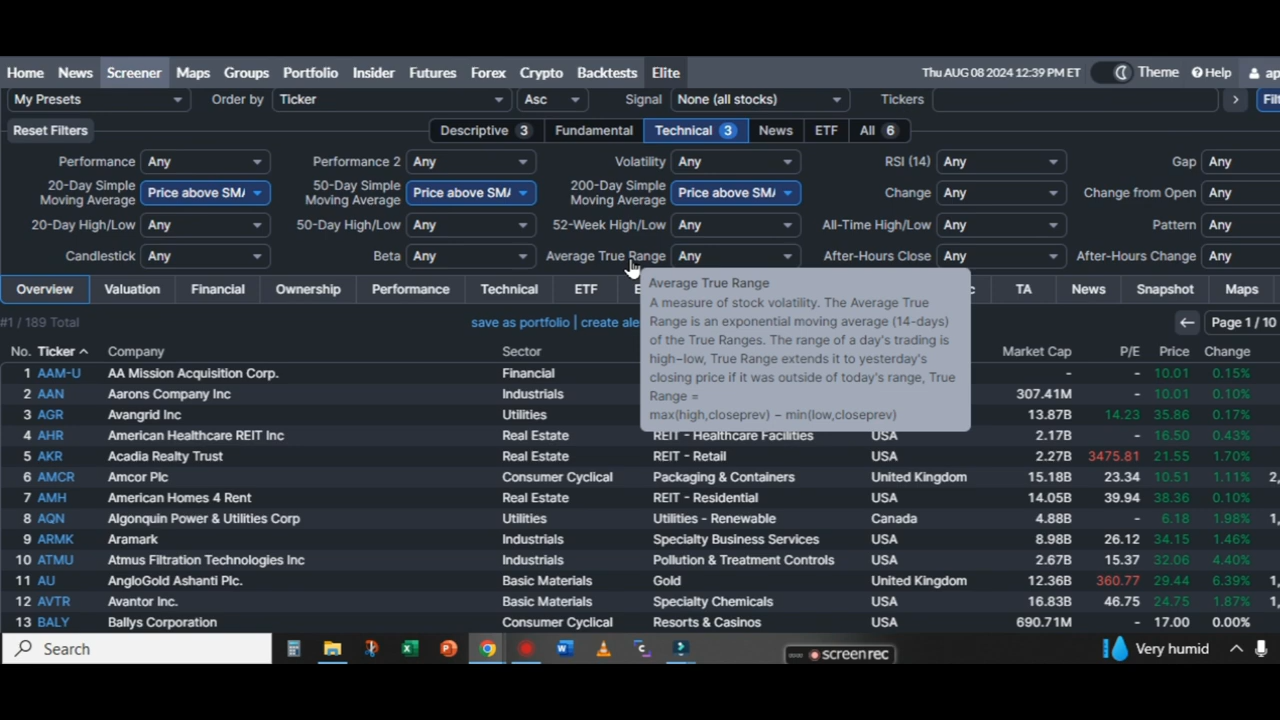 Home News Screener Maps Groups Portfolio Insider Futures Forex Crypto Backtests Elite Thu AUG 08 2024 12:39 PM ET Theme Help
My Presets Order by Ticker Asc Signal None (all stocks) Tickers >
Reset Filters Descriptive 3 Fundamental Technical 3 News ETF All 6
Performance Any Performance 2 Any Volatility Any RSI (14) Any Gap Any
20-Day Simple Moving Average Price above SM 50-Day Simple Moving Average Price above SM 200-Day Simple Moving Average Price above SM Change Any Change from Open Any
20-Day High/Low Any 50-Day High/Low Any 52-Week High/Low Any All-Time High/Low Any Pattern Any
Candlestick Any Beta Any Average True Range Any After-Hours Close Any After-Hours Change Any
Overview Valuation Financial Ownership Performance Technical ETF TA News Snapshot Maps
Average True Range
A measure of stock volatility. The Average True
Range is an exponential moving average (14-days)
of the True Ranges. The range of a day's trading is
high-low, True Range extends it to yesterday's
closing price if it was outside of today's range, True
Range =
max(high,closeprev) - min(low,closeprev)
#1 / 189 Total save as portfolio | create ale ← Page 1 / 10
No. Ticker Company Sector Market Cap P/E Price Change
1 AAM-U AA Mission Acquisition Corp. Financial - - 10.01 0.15%
2 AAN Aarons Company Inc Industrials 307.41M - 10.01 0.10%
3 AGR Avangrid Inc Utilities 13.87B 14.23 35.86 0.17%
4 AHR American Healthcare REIT Inc Real Estate REIT - Healthcare Facilities USA 2.17B - 16.50 0.43%
5 AKR Acadia Realty Trust Real Estate REIT - Retail USA 2.27B 3475.81 21.55 1.70%
6 AMCR Amcor Plc Consumer Cyclical Packaging & Containers United Kingdom 15.18B 23.34 10.51 1.11% 2,
7 AMH American Homes 4 Rent Real Estate REIT - Residential USA 14.05B 39.94 38.36 0.10%
8 AQN Algonquin Power & Utilities Corp Utilities Utilities - Renewable Canada 4.88B - 6.18 1.98% 1,
9 ARMK Aramark Industrials Specialty Business Services USA 8.98B 26.12 34.15 1.46%
10 ATMU Atmus Filtration Technologies Inc Industrials Pollution & Treatment Controls USA 2.67B 15.37 32.06 4.40%
11 AU AngloGold Ashanti Plc. Basic Materials Gold United Kingdom 12.36B 360.77 29.44 6.39% 1,
12 AVTR Avantor Inc. Basic Materials Specialty Chemicals USA 16.83B 46.75 24.75 1.87% 1,
13 BALY Ballys Corporation Consumer Cyclical Resorts & Casinos USA 690.71M - 17.00 0.00%
Search screenrec Very humid